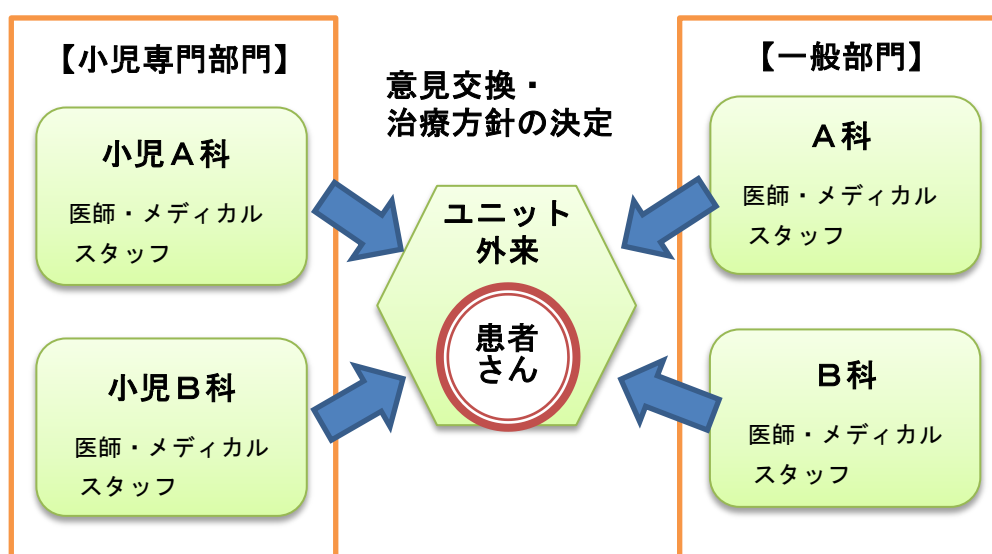 【小児専門部門】
小児A科
医師・メディカル
スタッフ
小児B科
医師・メディカル
スタッフ
意見交換・
治療方針の決定
ユニット
外来
患者
さん
【一般部門】
A科
医師・メディカル
スタッフ
B科
医師・メディカル
スタッフ